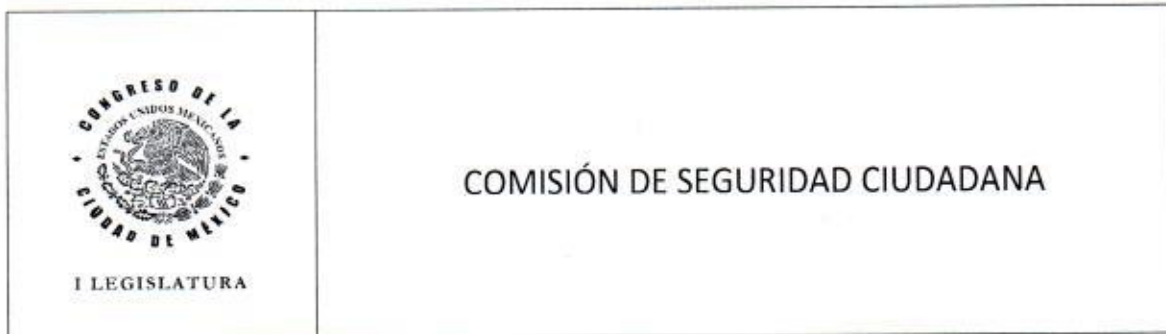 CONGRESO DE LA
CIUDAD DE MÉXICO
ESTADOS UNIDOS MEXICANOS
I LEGISLATURA
COMISIÓN DE SEGURIDAD CIUDADANA